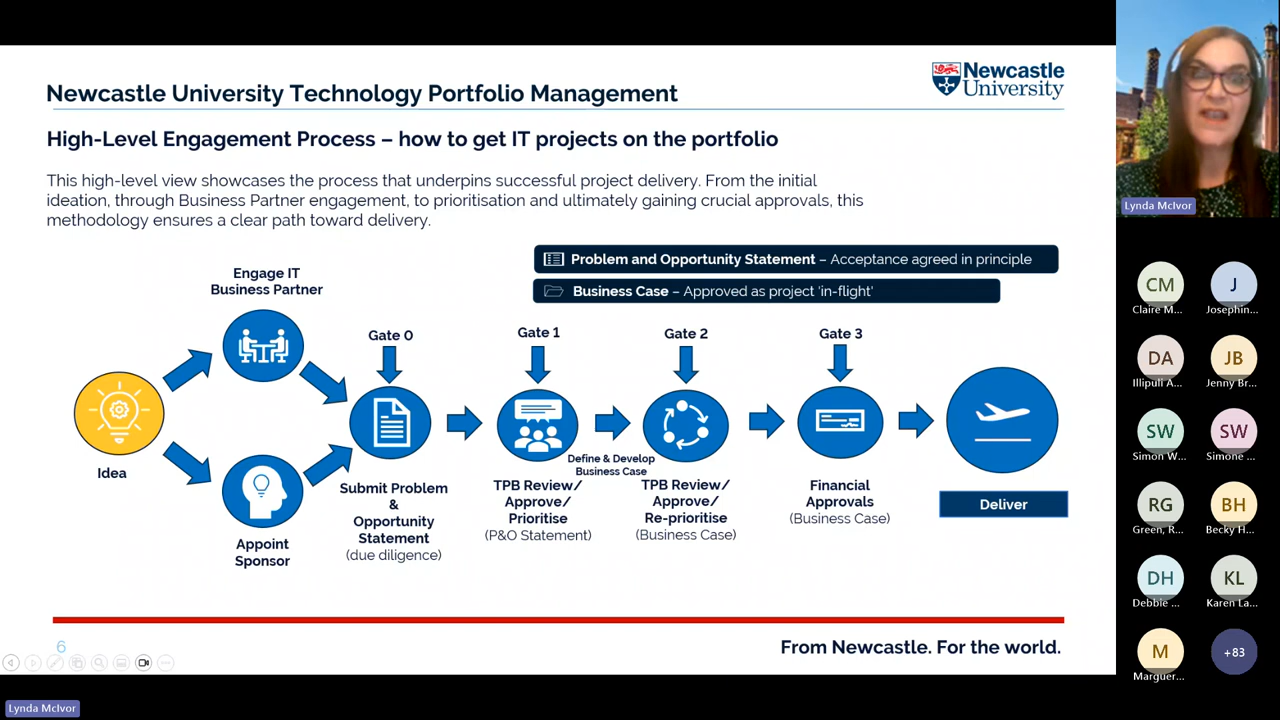 Newcastle University Technology Portfolio Management
Newcastle
University
High-Level Engagement Process – how to get IT projects on the portfolio
This high-level view showcases the process that underpins successful project delivery. From the initial
ideation, through Business Partner engagement, to prioritisation and ultimately gaining crucial approvals, this
methodology ensures a clear path toward delivery.
Problem and Opportunity Statement – Acceptance agreed in principle
Business Case – Approved as project 'in-flight'
Engage IT
Business Partner
Gate 0
Gate 1
Gate 2
Gate 3
Idea
Appoint
Sponsor
Submit Problem
&
Opportunity
Statement
(due diligence)
TPB Review/
Approve/
Prioritise
(P&O Statement)
Define & Develop
Business Case
TPB Review/
Approve/
Re-prioritise
(Business Case)
Financial
Approvals
(Business Case)
Deliver
6
From Newcastle. For the world.
Lynda McIvor
Lynda McIvor
CM
Claire M...
J
Josephin...
DA
Illipull A...
JB
Jenny Br...
SW
Simon W...
SW
Simone ...
RG
Green, R...
BH
Becky H...
DH
Debbie ...
KL
Karen La...
M
Marguer...
+83